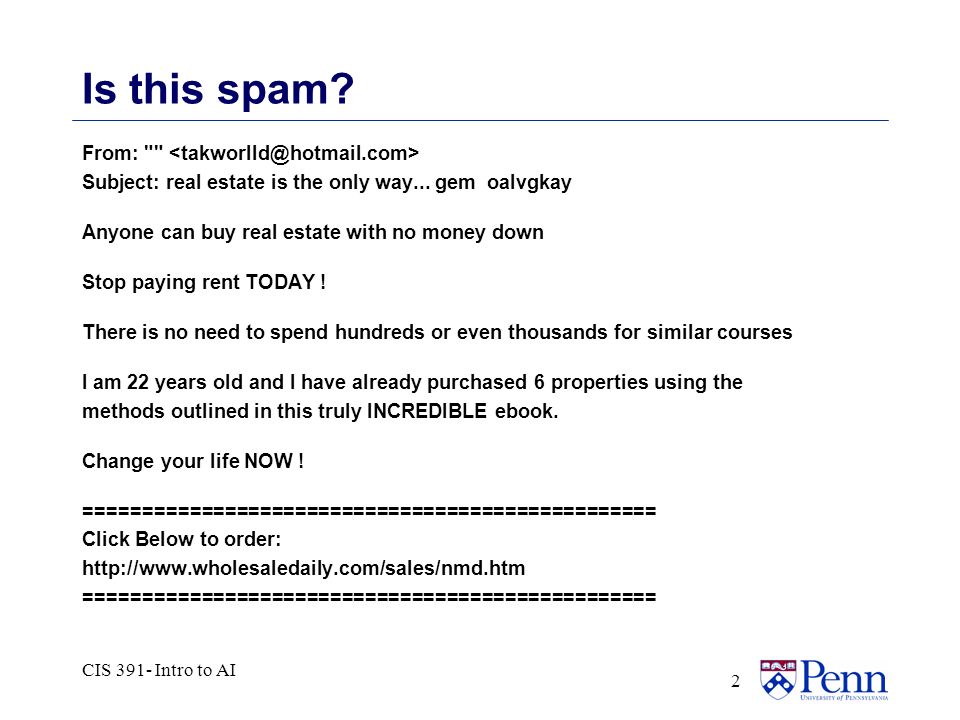 Is this spam?
From: "" <takworlld@hotmail.com>
Subject: real estate is the only way... gem  oalvgkay
Anyone can buy real estate with no money down
Stop paying rent TODAY !
There is no need to spend hundreds or even thousands for similar courses
I am 22 years old and I have already purchased 6 properties using the
methods outlined in this truly INCREDIBLE ebook.
Change your life NOW !
=================================================
Click Below to order:
http://www.wholesaledaily.com/sales/nmd.htm
=================================================
CIS 391- Intro to AI
2
Penn
UNIVERSITY OF PENNSYLVANIA